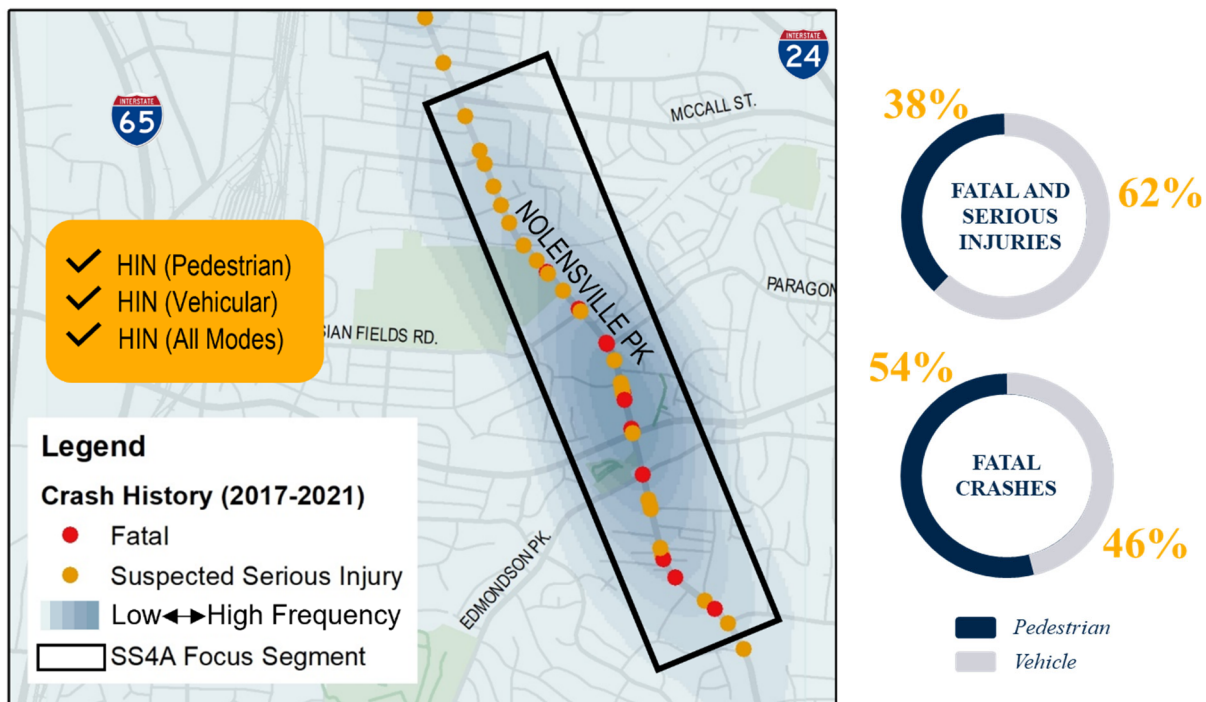 INTERSTATE
65
INTERSTATE
24
MCCALL ST.
NOLENSVILLE PK
PARAGON
SIAN FIELDS RD.
EDMONDSON PK.
HIN (Pedestrian)
HIN (Vehicular)
HIN (All Modes)
Legend
Crash History (2017-2021)
Fatal
Suspected Serious Injury
Low High Frequency
SS4A Focus Segment
38%
FATAL AND
SERIOUS
INJURIES
62%
54%
FATAL
CRASHES
46%
Pedestrian
Vehicle